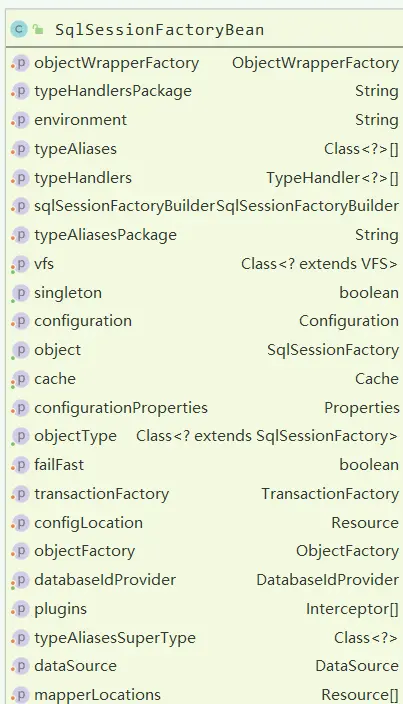 C SqlSessionFactoryBean
p objectWrapperFactory ObjectWrapperFactory
p typeHandlersPackage String
p environment String
p typeAliases Class<?>[]
p typeHandlers TypeHandler<?>[]
p sqlSessionFactoryBuilderSqlSessionFactoryBuilder
p typeAliasesPackage String
p vfs Class<? extends VFS>
p singleton boolean
p configuration Configuration
p object SqlSessionFactory
p cache Cache
p configurationProperties Properties
p objectType Class<? extends SqlSessionFactory>
p failFast boolean
p transactionFactory TransactionFactory
p configLocation Resource
p objectFactory ObjectFactory
p databaseIdProvider DatabaseIdProvider
p plugins Interceptor[]
p typeAliasesSuperType Class<?>
p dataSource DataSource
p mapperLocations Resource[]